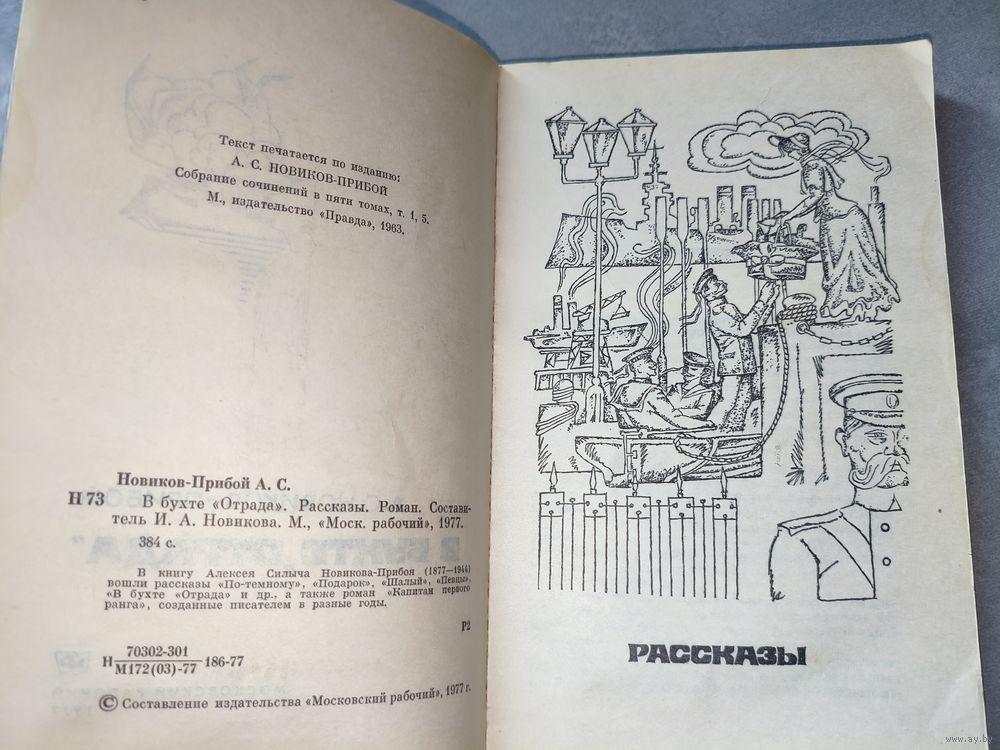 Текст печатается по изданию:
А. С. НОВИКОВ-ПРИБОЙ
Собрание сочинений в пяти томах, т. 1, 5.
М., издательство «Правда», 1963.
Новиков-Прибой А. С.
Н 73 В бухте «Отрада». Рассказы. Роман. Состави-
тель И. А. Новикова. М., «Моск. рабочий», 1977.
384 с.
В книгу Алексея Силыча Новикова-Прибоя (1877—1944)
вошли рассказы «По-темному», «Подарок», «Шалый», «Певцы»,
«В бухте «Отрада» и др., а также роман «Капитан первого
ранга», созданные писателем в разные годы.
Р2
Н 70302-301
М172(03)-77 186-77
© Составление издательства «Московский рабочий», 1977 г.
РАССКАЗЫ
www.ay.by